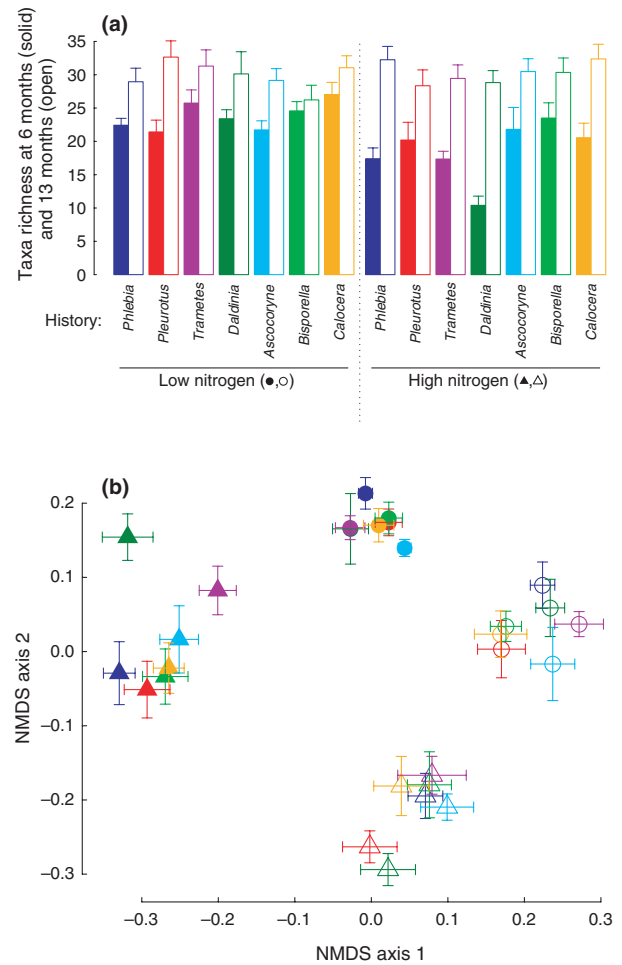 (a)
Taxa richness at 6 months (solid)
and 13 months (open)
35
30
25
20
15
10
5
0
History:
Phlebia
Pleurotus
Trametes
Daldinia
Ascocoryne
Bisporella
Calocera
Phlebia
Pleurotus
Trametes
Daldinia
Ascocoryne
Bisporella
Calocera
Low nitrogen (●,○)
High nitrogen (▲,△)
(b)
NMDS axis 2
0.2
0.1
0.0
−0.1
−0.2
−0.3
−0.3
−0.2
−0.1
0.0
0.1
0.2
0.3
NMDS axis 1